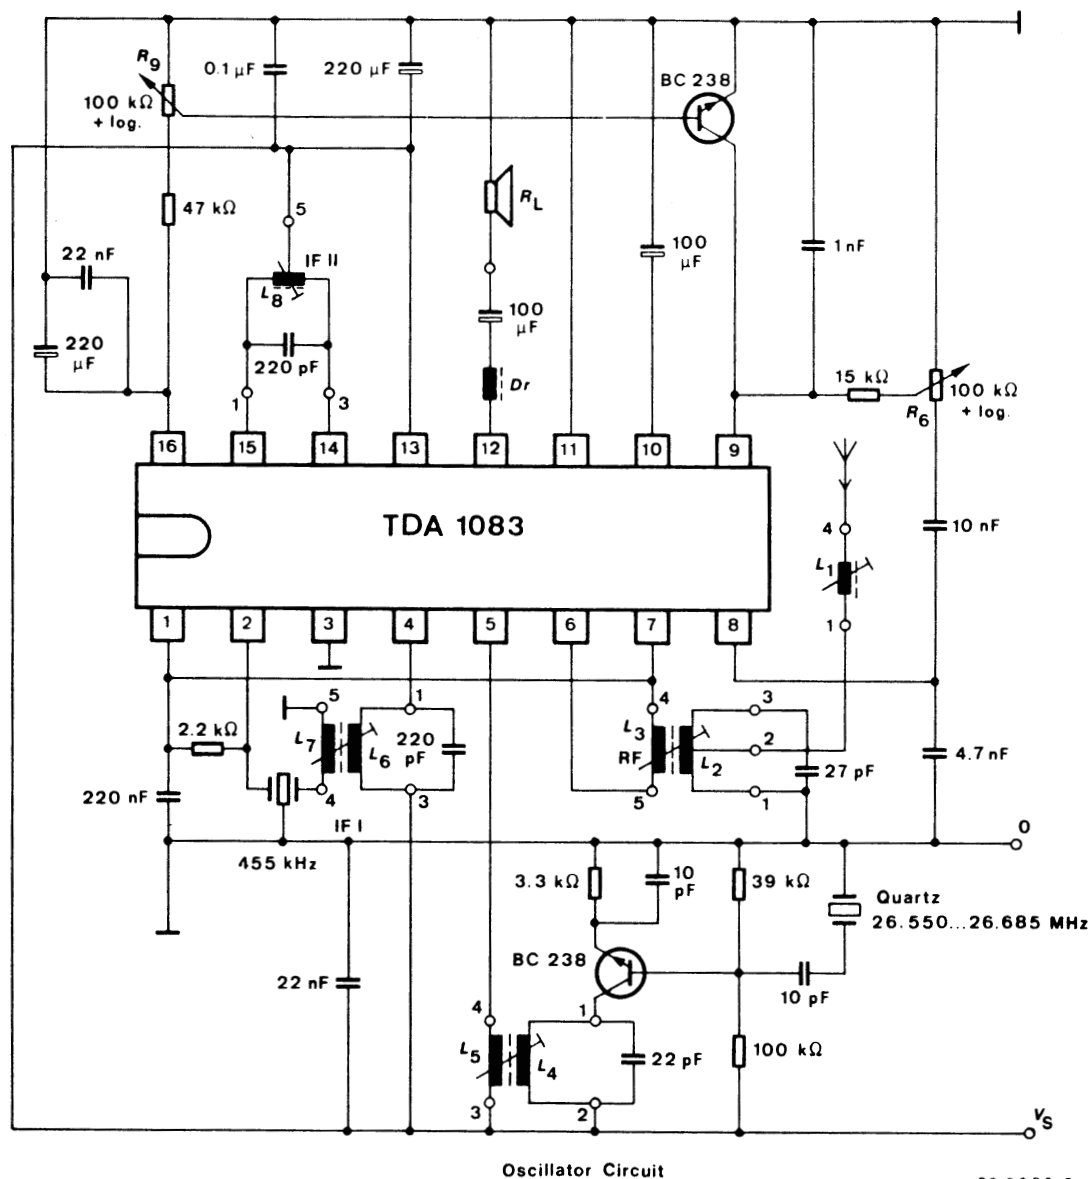 R9
0.1 µF
220 µF
BC 238
100 kΩ
+ log.
47 kΩ
5
RL
22 nF
IF II
L8
100
µF
1 nF
100
µF
220
µF
220 pF
Dr
15 kΩ
100 kΩ
+ log.
R6
1
3
16
15
14
13
12
11
10
9
TDA 1083
4
10 nF
L1
1
1
2
3
4
5
6
7
8
5
1
4
3
2.2 kΩ
L7
L6
220
pF
L3
RF
L2
2
4.7 nF
27 pF
220 nF
4
3
5
1
IF I
0
455 kHz
3.3 kΩ
10
pF
39 kΩ
Quartz
26.550...26.685 MHz
BC 238
22 nF
10 pF
4
1
L5
L4
22 pF
100 kΩ
3
2
VS
Oscillator Circuit